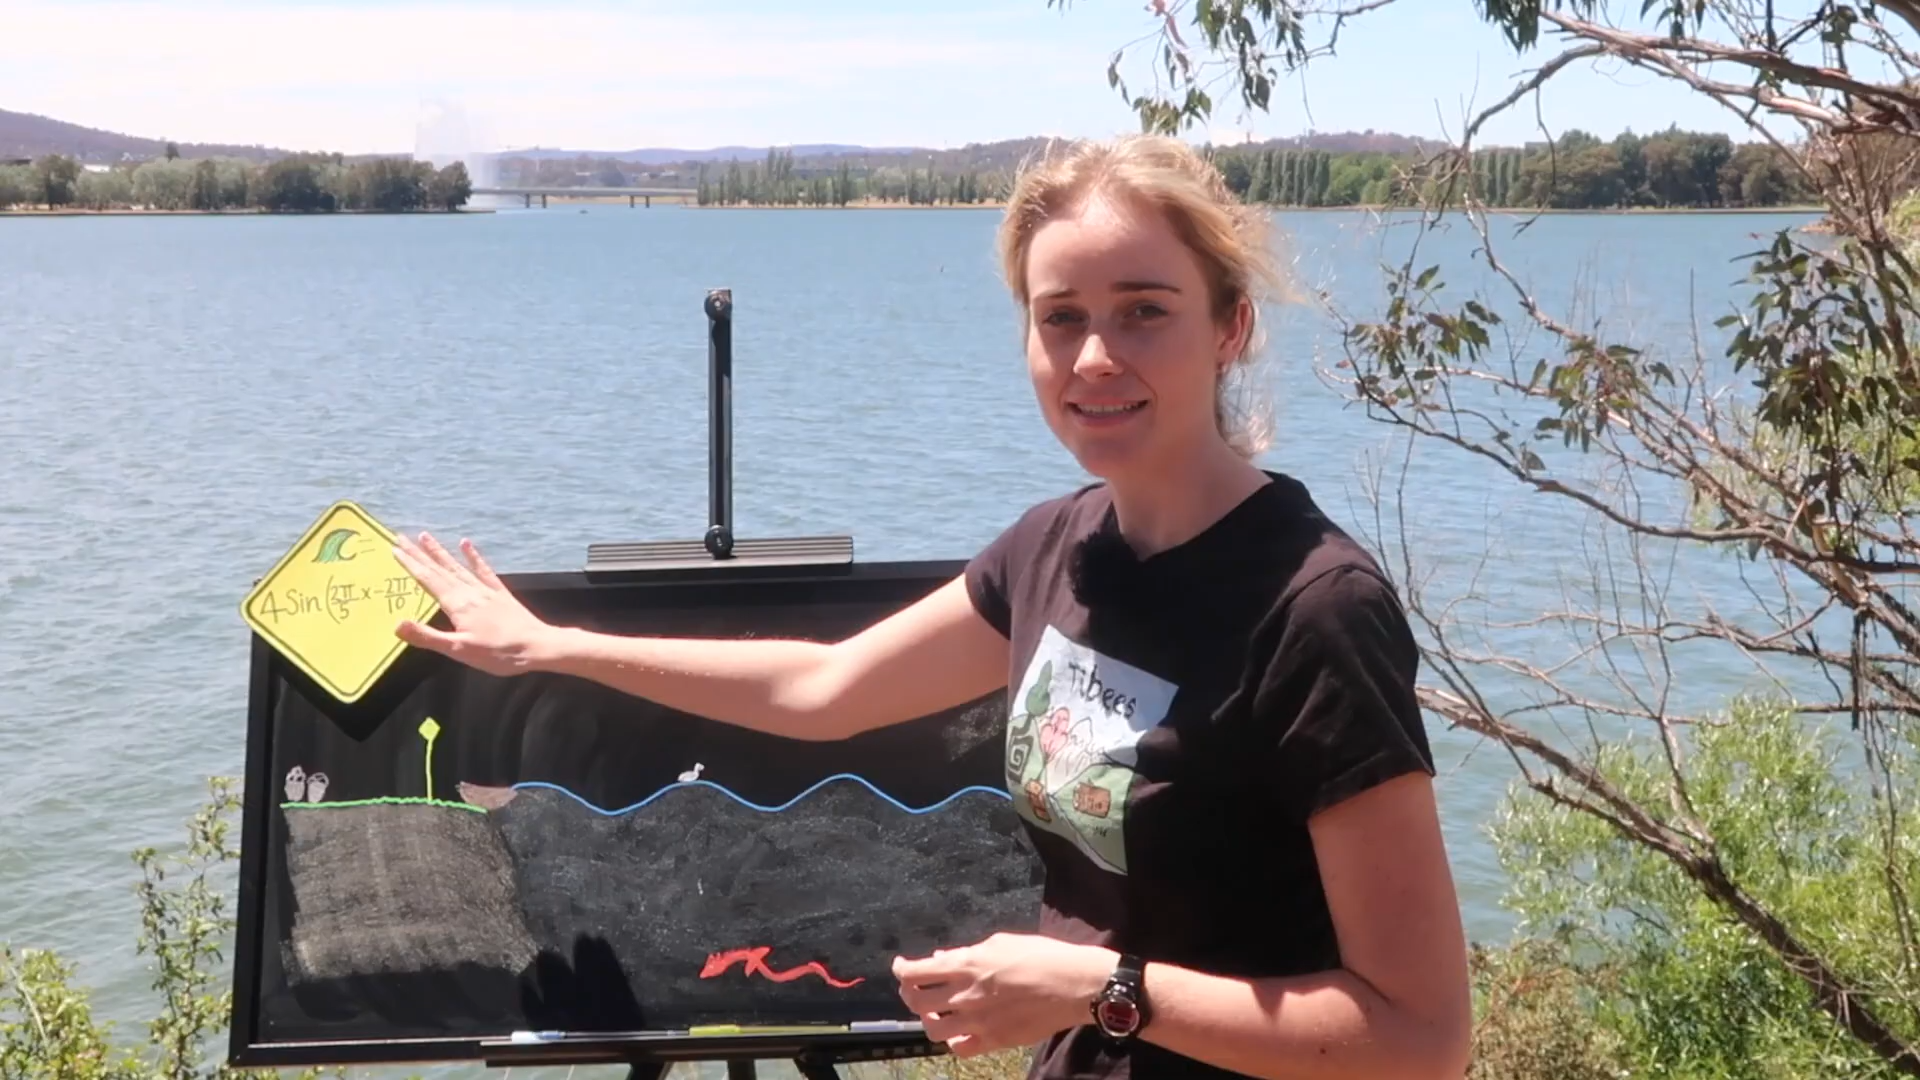 =
4Sin(2π/5 x - 2π/10 t)
Tibees